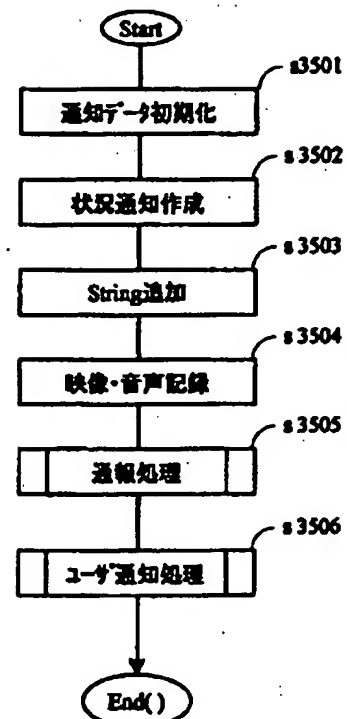 Start
s3501
通知データ初期化
s3502
状況通知作成
s3503
String追加
s3504
映像・音声記録
s3505
通報処理
s3506
ユーザ通知処理
End()